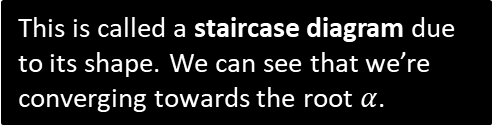 This is called a staircase diagram due
to its shape. We can see that we’re
converging towards the root 𝛼.